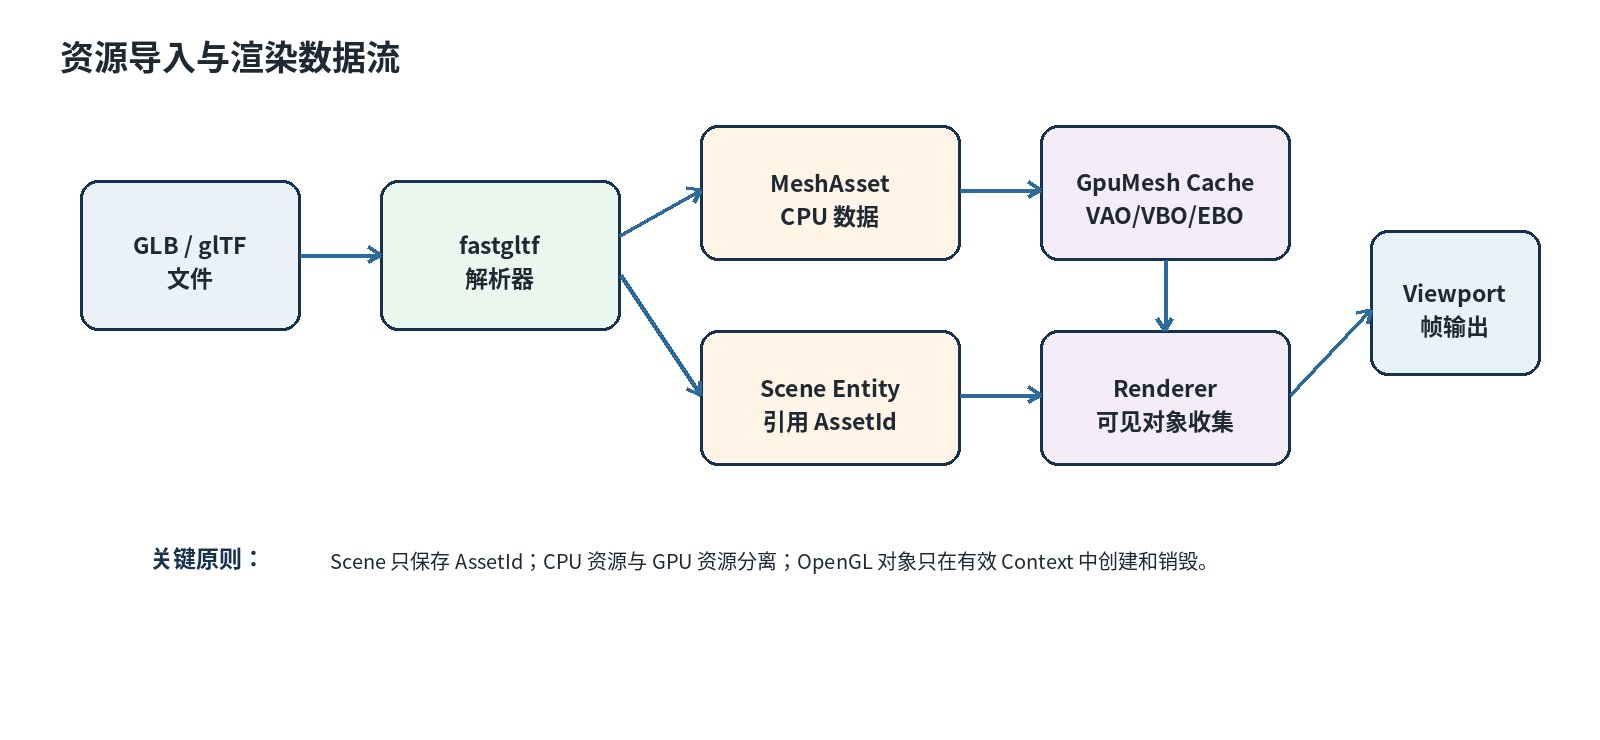 资源导入与渲染数据流
GLB / glTF
文件
fastgltf
解析器
MeshAsset
CPU 数据
GpuMesh Cache
VAO/VBO/EBO
Scene Entity
引用 AssetId
Renderer
可见对象收集
Viewport
帧输出
关键原则：
Scene 只保存 AssetId；CPU 资源与 GPU 资源分离；OpenGL 对象只在有效 Context 中创建和销毁。